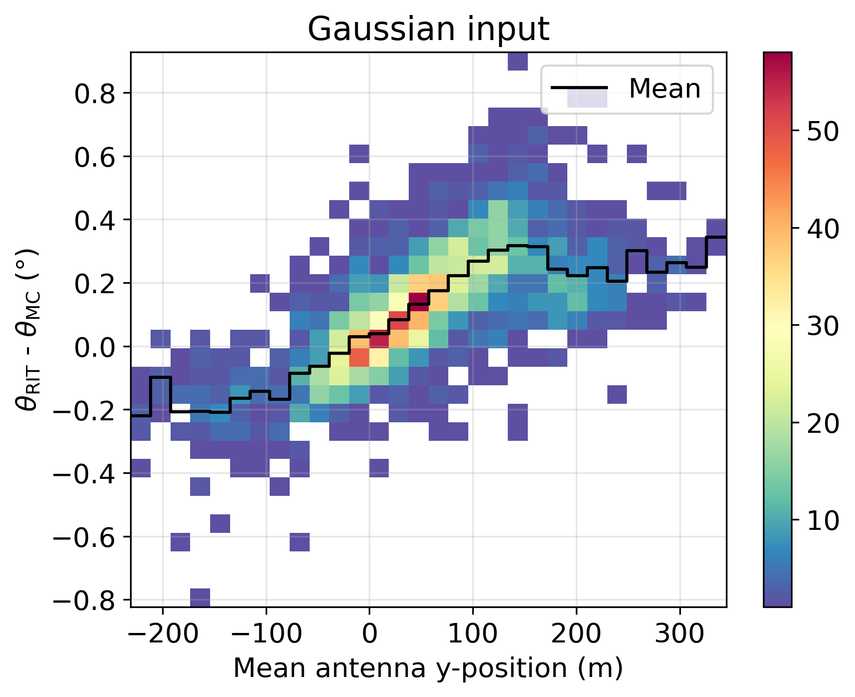 Gaussian input
Mean
0.8
0.6
0.4
0.2
0.0
−0.2
−0.4
−0.6
−0.8
θRIT - θMC (°)
−200 −100 0 100 200 300
Mean antenna y-position (m)
50
40
30
20
10